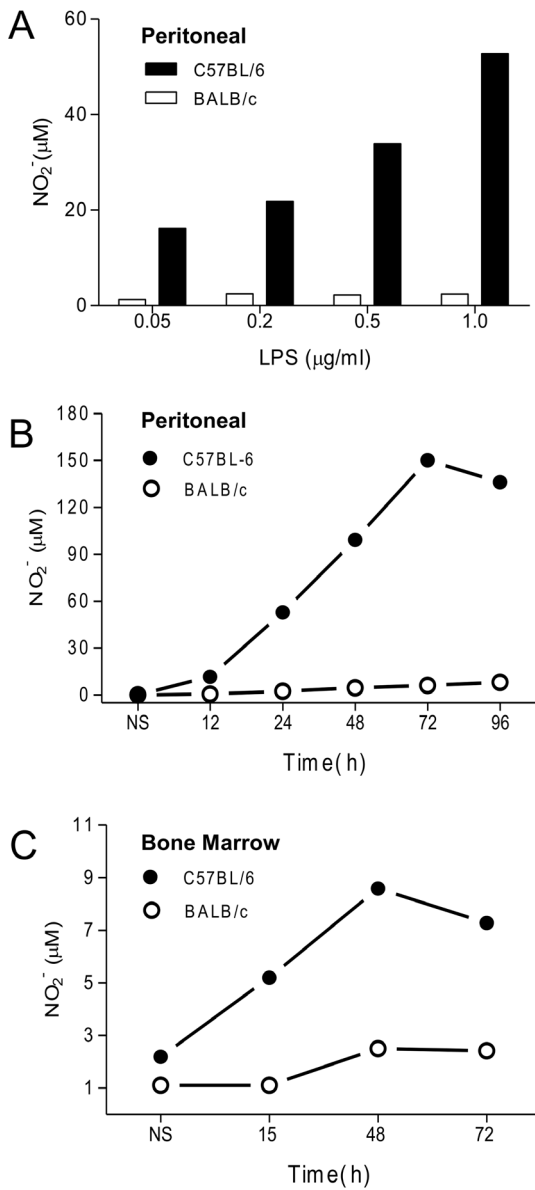 A
Peritoneal
C57BL/6
BALB/c
60
40
20
0
NO₂⁻(μM)
0.05 0.2 0.5 1.0
LPS (μg/ml)
B
Peritoneal
C57BL-6
BALB/c
180
150
120
90
60
30
0
NO₂⁻ (μM)
NS 12 24 48 72 96
Time(h)
C
Bone Marrow
C57BL/6
BALB/c
11
9
7
5
3
1
NO₂⁻ (μM)
NS 15 48 72
Time(h)